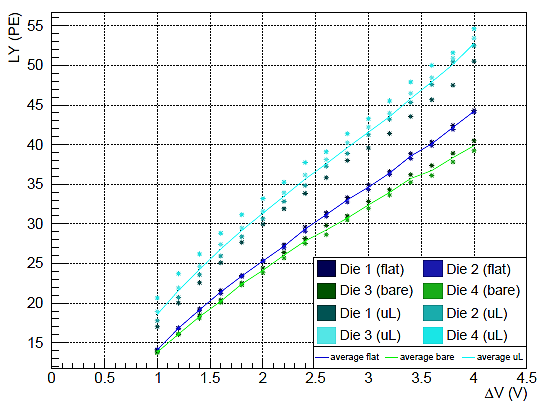 LY (PE)
55
50
45
40
35
30
25
20
15
Die 1 (flat) Die 2 (flat)
Die 3 (bare) Die 4 (bare)
Die 1 (uL) Die 2 (uL)
Die 3 (uL) Die 4 (uL)
average flat average bare average uL
0 0.5 1 1.5 2 2.5 3 3.5 4 4.5
ΔV (V)